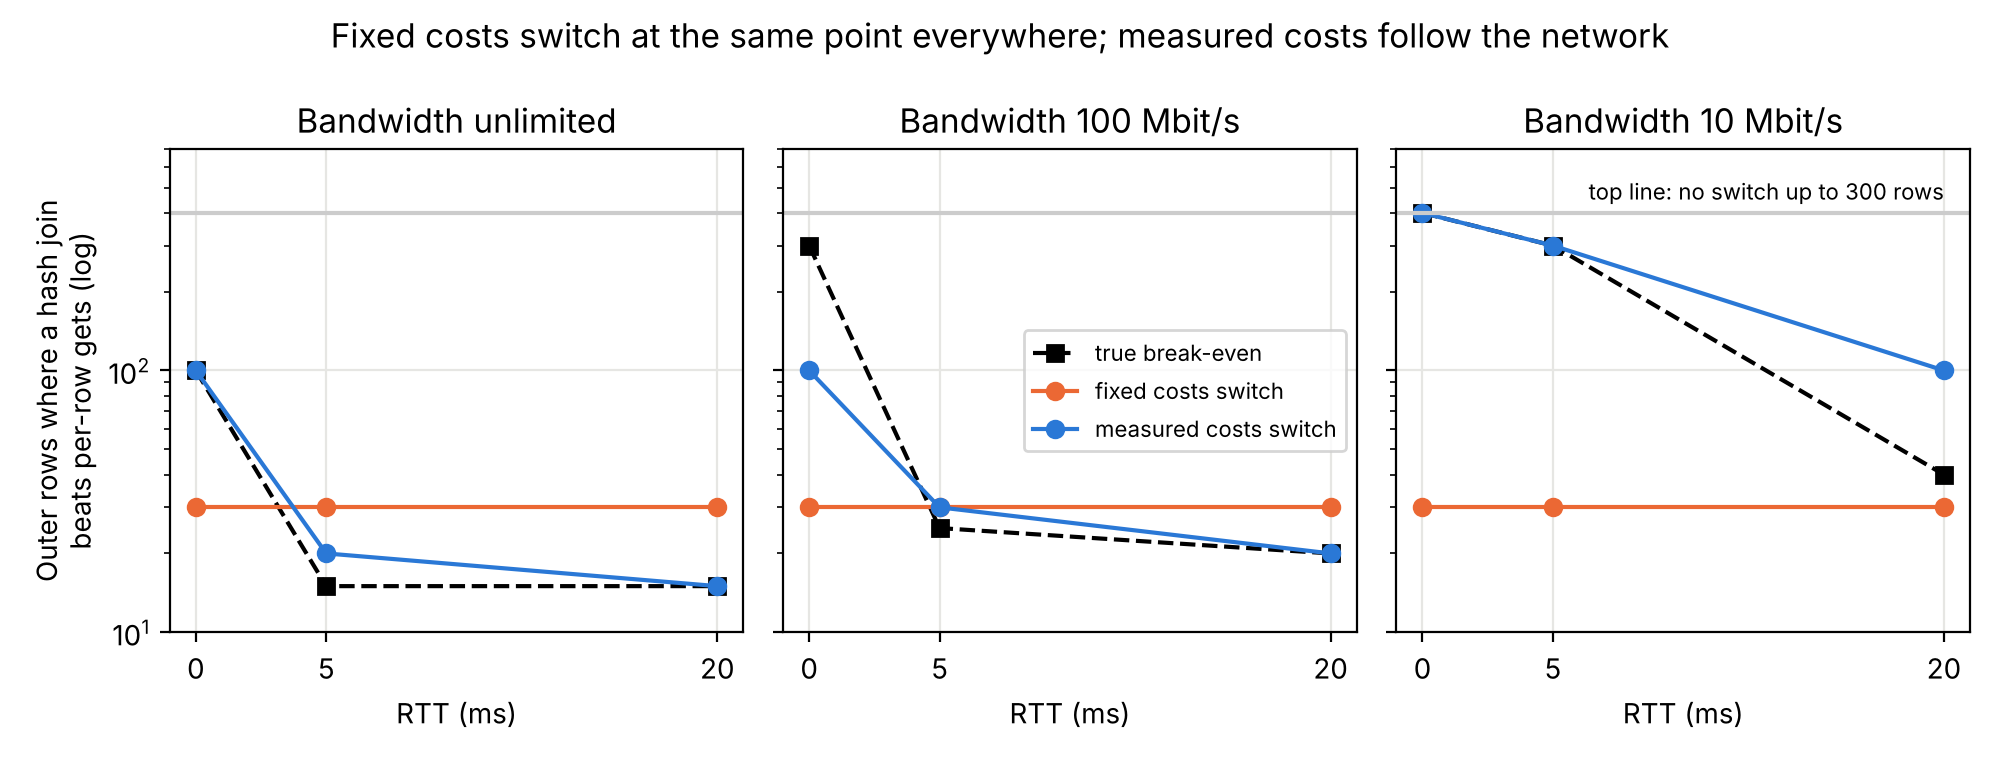 Fixed costs switch at the same point everywhere; measured costs follow the network
Bandwidth unlimited
Bandwidth 100 Mbit/s
Bandwidth 10 Mbit/s
Outer rows where a hash join
beats per-row gets (log)
10²
10¹
top line: no switch up to 300 rows
true break-even
fixed costs switch
measured costs switch
0 5 20
0 5 20
0 5 20
RTT (ms)
RTT (ms)
RTT (ms)